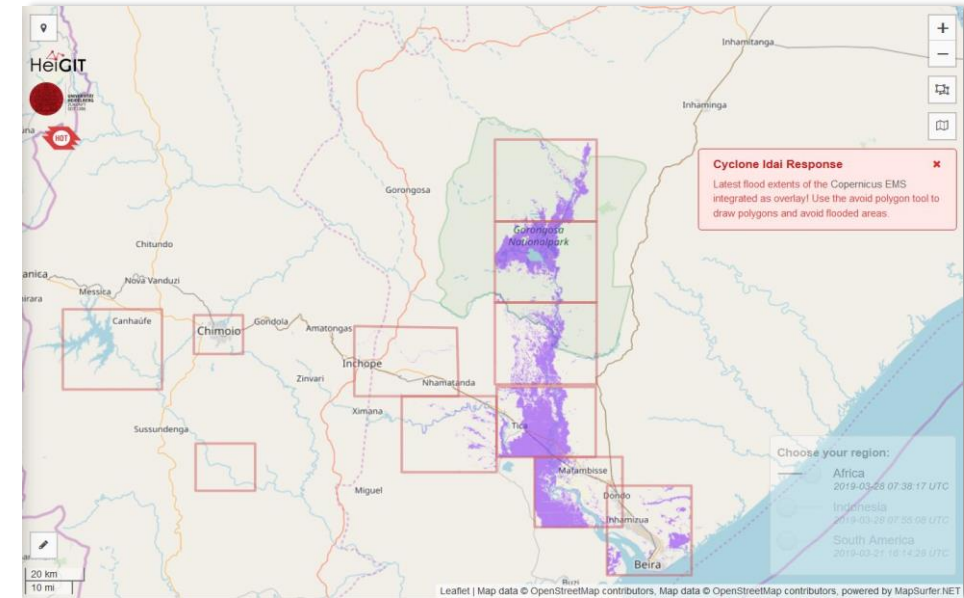 Inhamitanga
HeiGIT
HOT
Inhaminga
Cyclone Idai Response
Latest flood extents of the Copernicus EMS
integrated as overlay! Use the avoid polygon tool to
draw polygons and avoid flooded areas.
Gorongosa
Gorongosa
Nationalpark
Chitundo
Nova Vanduzi
Messica
Canhaúfe
Chimoio
Gondola
Amatongas
Inchope
Zinvari
Nhamatanda
Ximana
Tica
Sussundenga
Miguel
Matambisse
Dondo
Inhamizua
Beira
Choose your region:
Africa
2019-03-28 07:38:17 UTC
Indonesia
2019-03-28 07:55:08 UTC
South America
2019-03-21 16:14:28 UTC
20 km
10 mi
Leaflet | Map data © OpenStreetMap contributors, Map data © OpenStreetMap contributors, powered by MapSurfer.NET